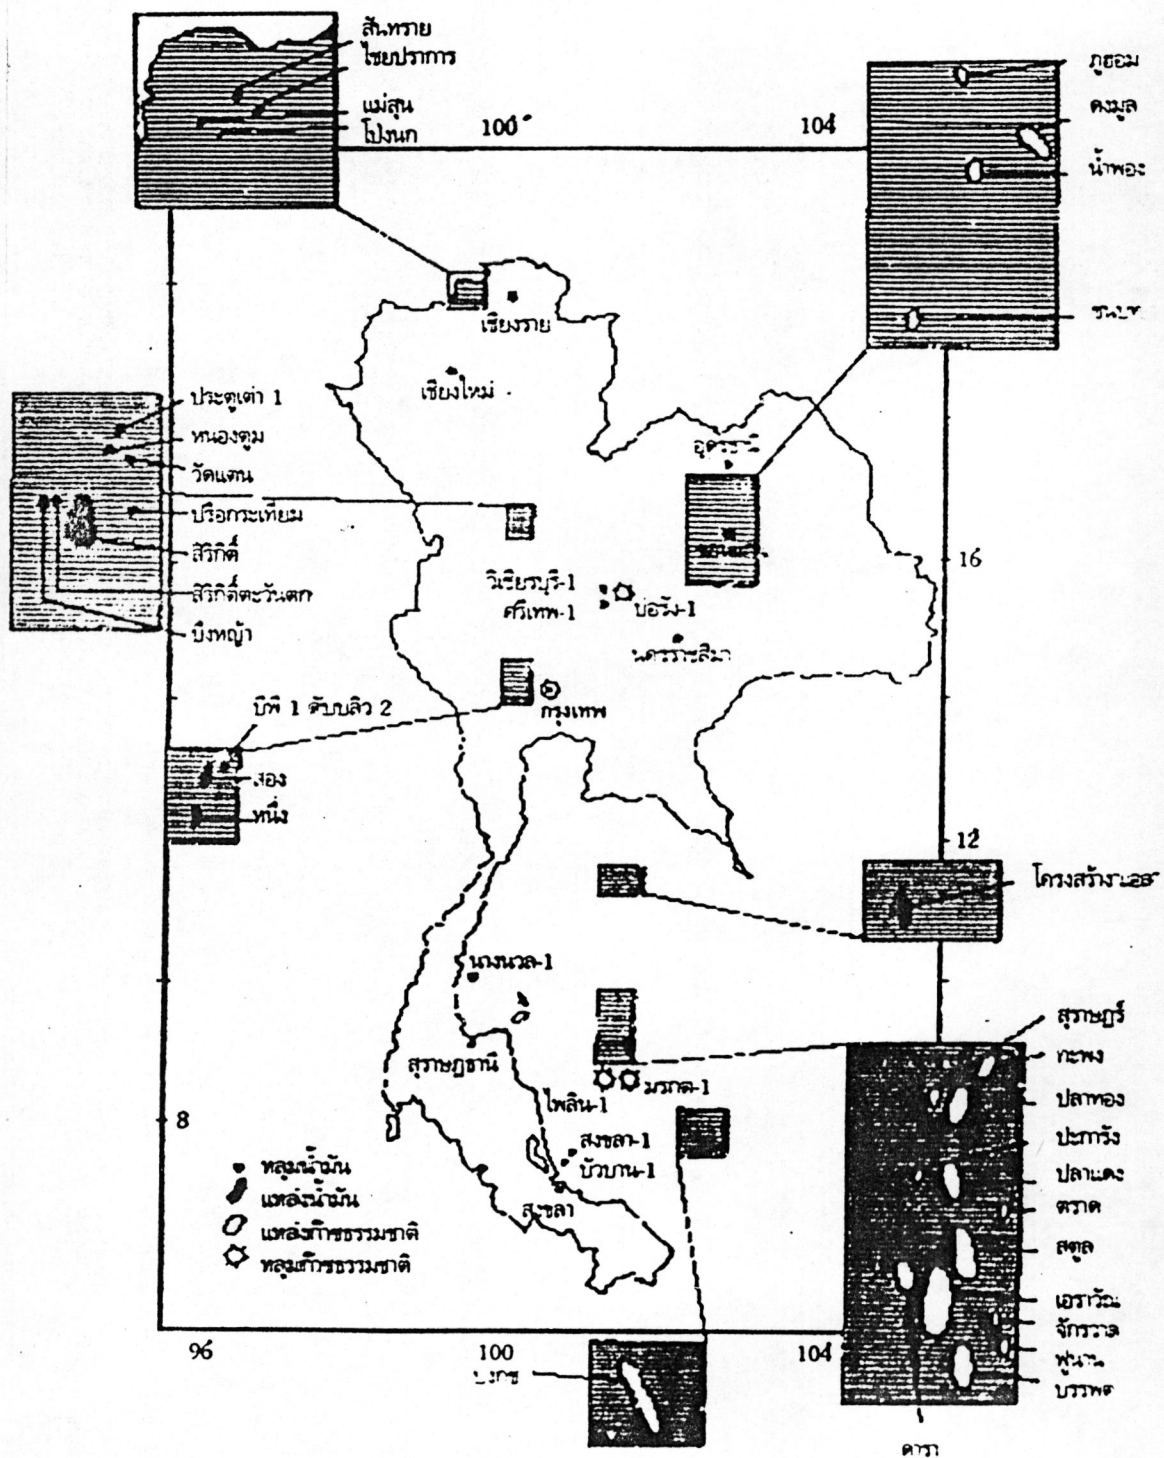 สันทราย
ไชยปราการ
แม่สูน
โป่งนก
100°
104
ภูฮอม
ดงมูล
น้ำพอง
เชียงราย
เชียงใหม่
ประตูเต่า 1
หนองตูม
วัดแตน
ปรือกระเทียม
สิริกิติ์
สิริกิติ์ตะวันตก
บึงหญ้า
อุดรธานี
16
วิเชียรบุรี-1
ศรีเทพ-1
บ่อรัง-1
นครราชสีมา
กรุงเทพ
บีพี 1 ดับบลิว 2
สอง
หนึ่ง
12
นางนวล-1
สุราษฎร์
กะพง
ปลาทอง
ปะการัง
ปลาแดง
ตราด
สตูล
เอราวัณ
จักรวาล
ฟูนาน
บรรพต
ดารา
สุราษฎธานี
ไพลิน-1
มรกต-1
8
สงขลา-1
บัวบาน-1
สงขลา
หลุมน้ำมัน
แหล่งน้ำมัน
แหล่งก๊าซธรรมชาติ
หลุมก๊าซธรรมชาติ
96
100
104
บงกช